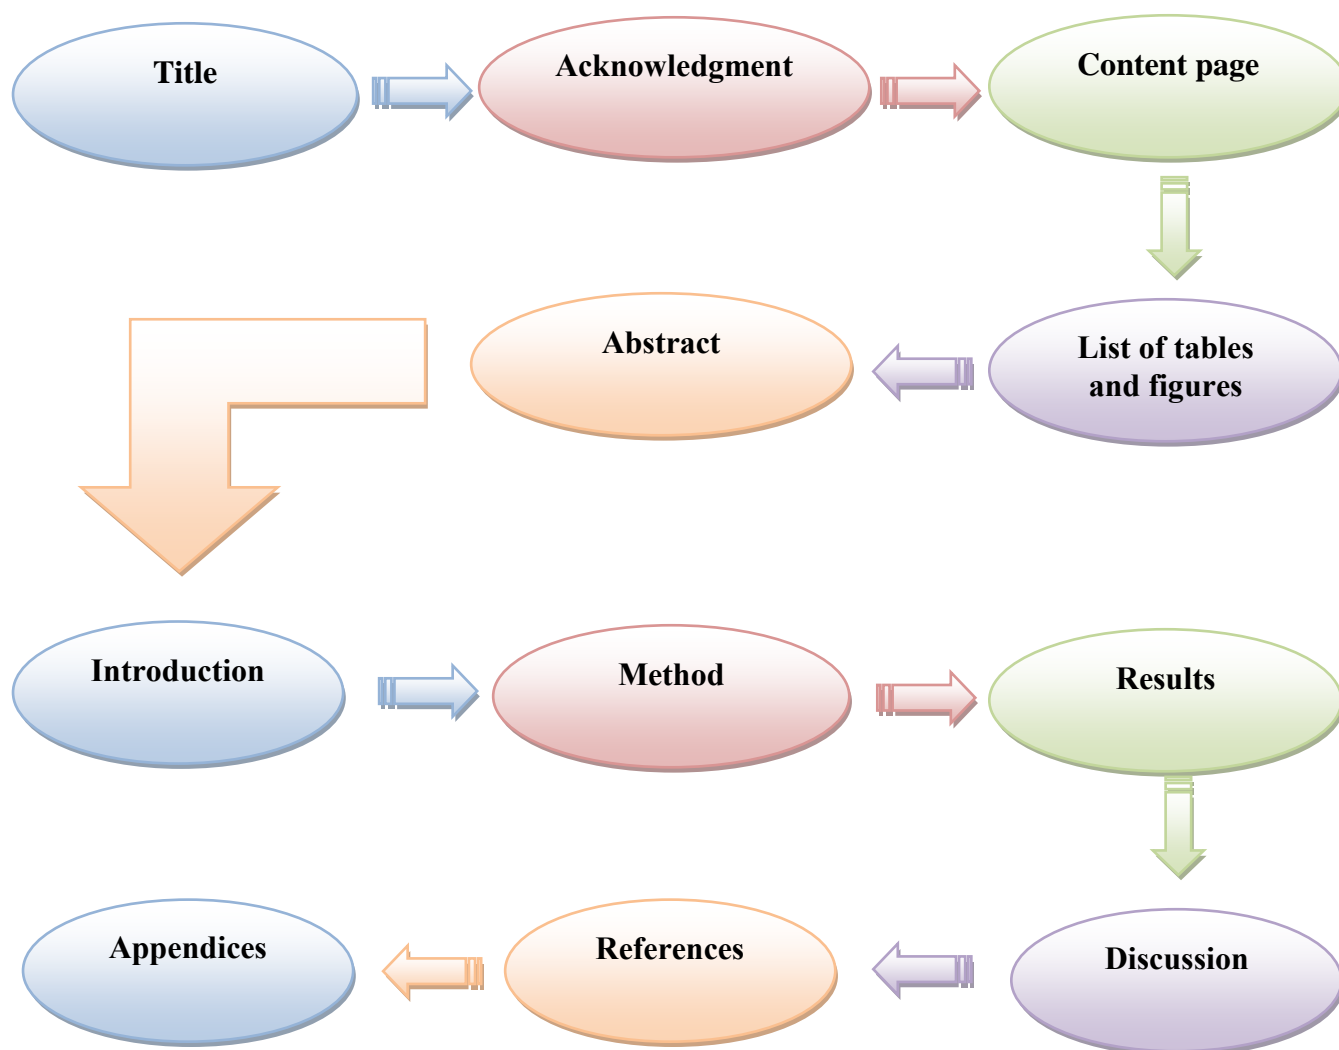 Title
Acknowledgment
Content page
List of tables
and figures
Abstract
Introduction
Method
Results
Discussion
References
Appendices